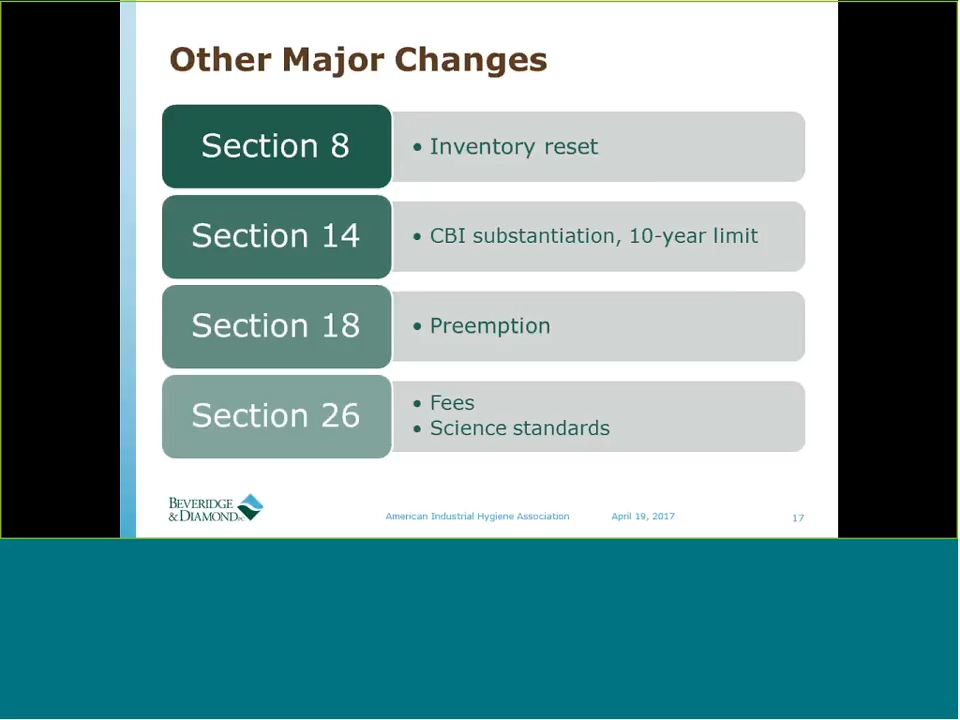 Other Major Changes
Section 8
• Inventory reset
Section 14
• CBI substantiation, 10-year limit
Section 18
• Preemption
Section 26
• Fees
• Science standards
BEVERIDGE
& DIAMOND PC
American Industrial Hygiene Association April 19, 2017 17